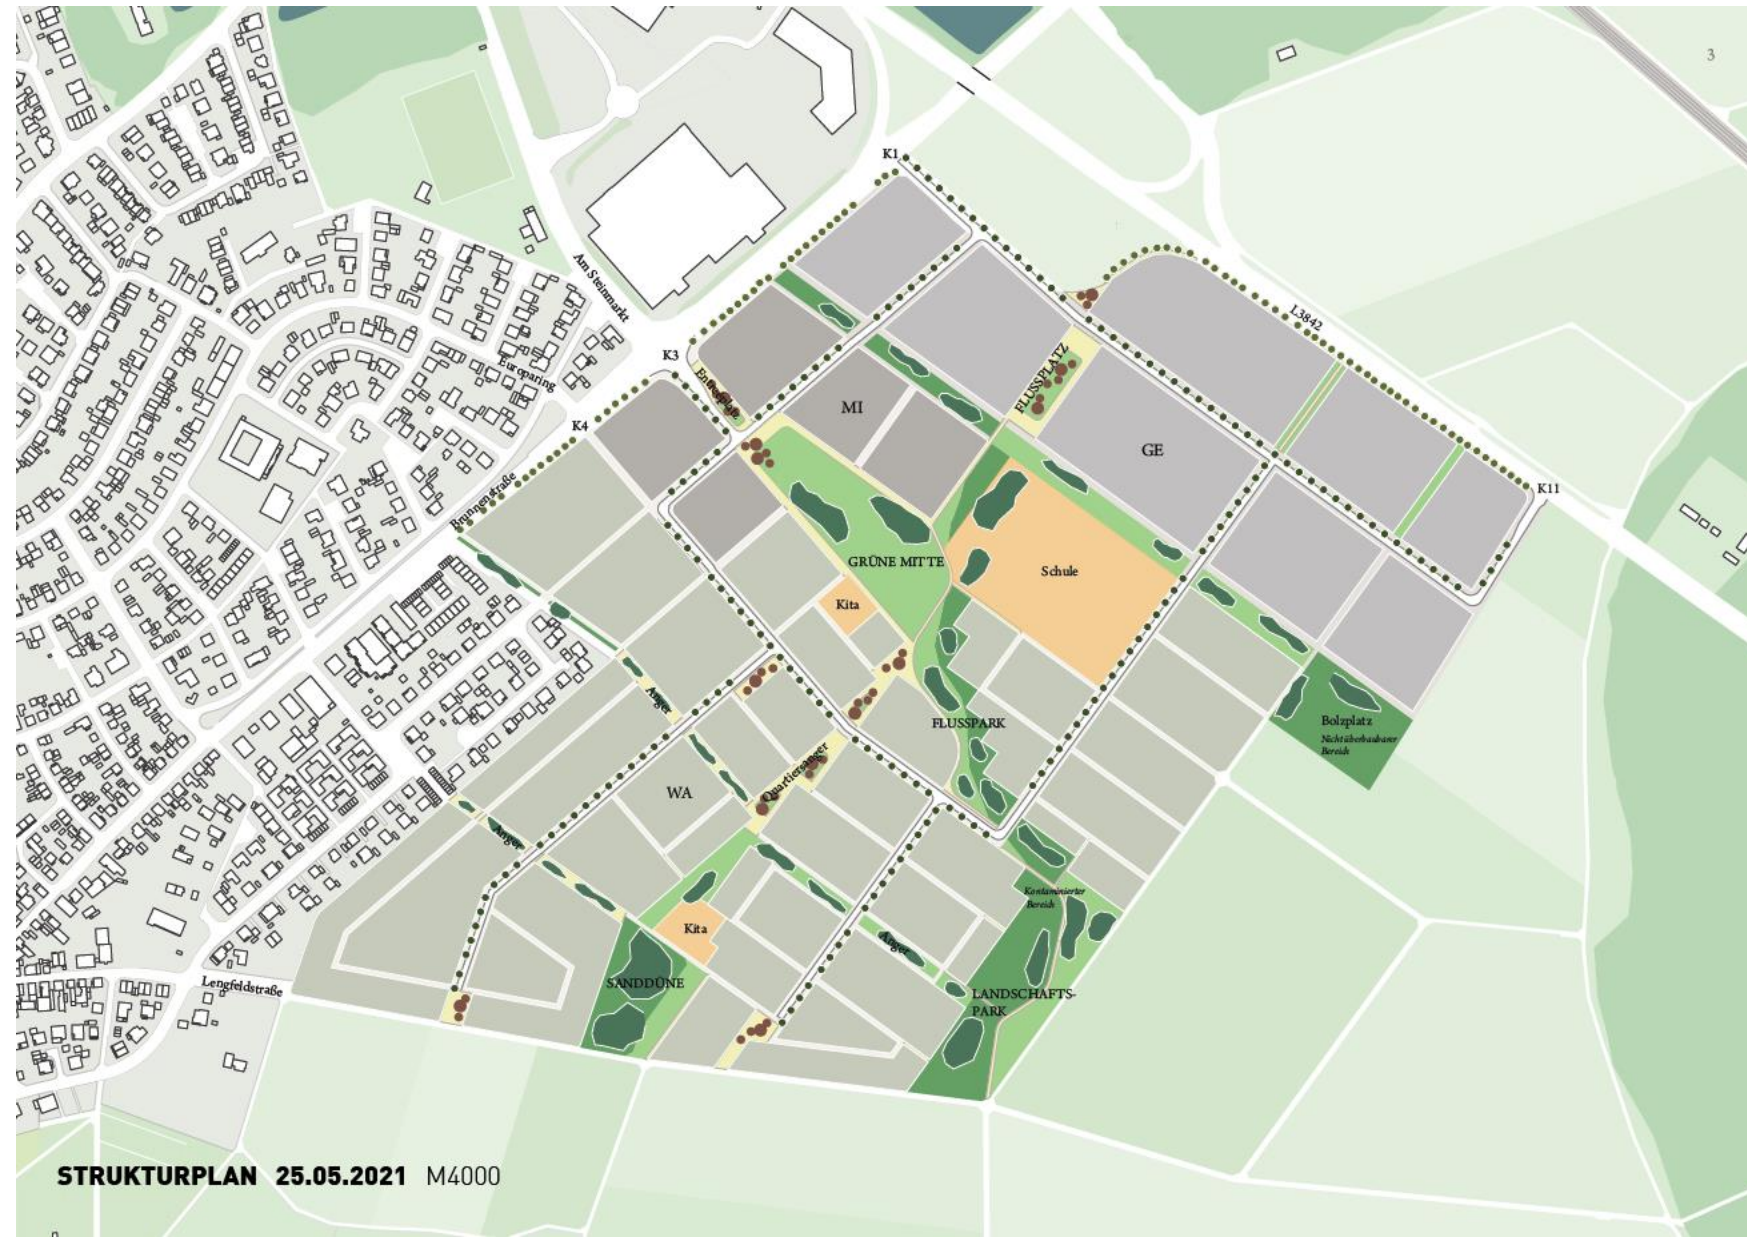 3
K1
Am Steinmarkt
L3842
K3
Europaring
Entreeplatz
FLUSSPLATZ
MI
K4
GE
K11
Brunnenstraße
GRÜNE MITTE
Schule
Kita
Anger
FLUSSPARK
Bolzplatz
Nicht überbaubarer
Bereich
Quartiersanger
WA
Anger
Kontaminierter
Bereich
Kita
Anger
SANDDÜNE
Lengfeldstraße
LANDSCHAFTS-
PARK
STRUKTURPLAN 25.05.2021 M4000